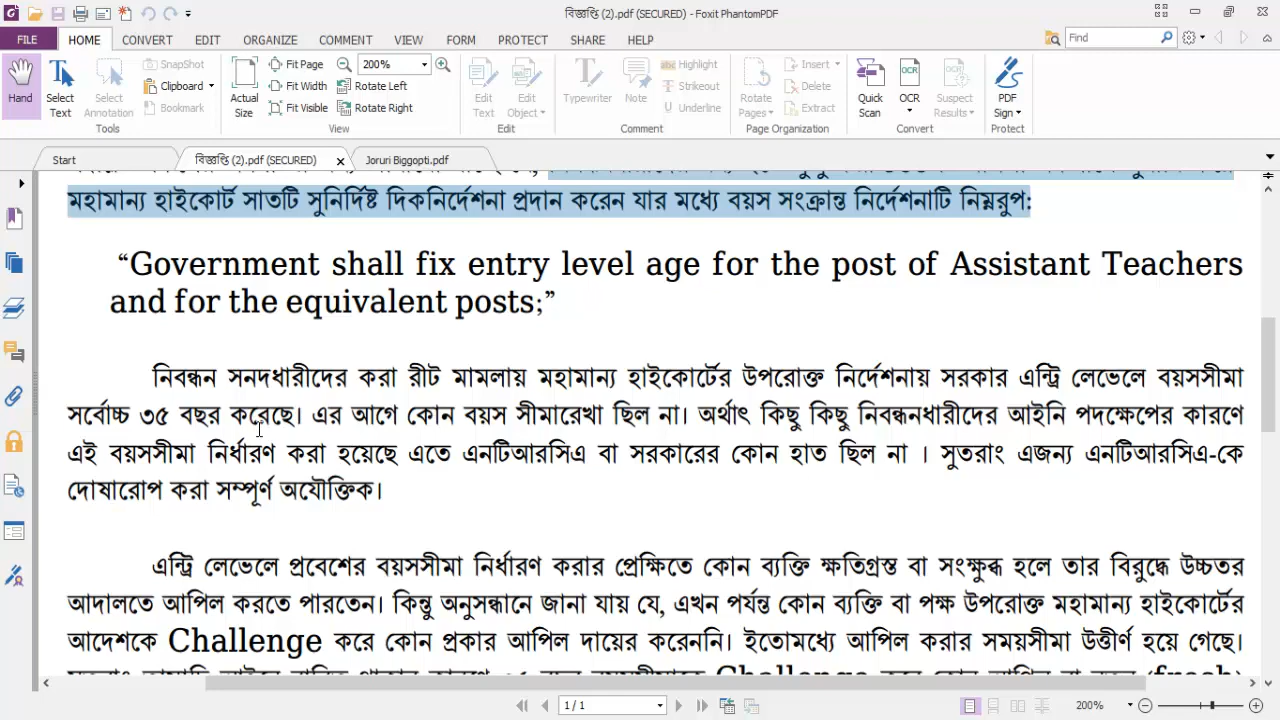 বিজ্ঞপ্তি (2).pdf (SECURED) - Foxit PhantomPDF
FILE HOME CONVERT EDIT ORGANIZE COMMENT VIEW FORM PROTECT SHARE HELP Find
Hand
Select Text
Select Annotation
SnapShot
Clipboard
Bookmark
Tools
Actual Size
Fit Page
Fit Width
Fit Visible
200%
Rotate Left
Rotate Right
View
Edit Text
Edit Object
Edit
Typewriter
Note
Highlight
Strikeout
Underline
Comment
Rotate Pages
Insert
Delete
Extract
Page Organization
Quick Scan
OCR
Suspect Results
Convert
PDF Sign
Protect
Start বিজ্ঞপ্তি (2).pdf (SECURED) Joruri Biggopti.pdf
মহামান্য হাইকোর্ট সাতটি সুনির্দিষ্ট দিকনির্দেশনা প্রদান করেন যার মধ্যে বয়স সংক্রান্ত নির্দেশনাটি নিম্নরুপ:
“Government shall fix entry level age for the post of Assistant Teachers
and for the equivalent posts;”
নিবন্ধন সনদধারীদের করা রীট মামলায় মহামান্য হাইকোর্টের উপরোক্ত নির্দেশনায় সরকার এন্ট্রি লেভেলে বয়সসীমা
সর্বোচ্চ ৩৫ বছর করেছে। এর আগে কোন বয়স সীমারেখা ছিল না। অর্থাৎ কিছু কিছু নিবন্ধনধারীদের আইনি পদক্ষেপের কারণে
এই বয়সসীমা নির্ধারণ করা হয়েছে এতে এনটিআরসিএ বা সরকারের কোন হাত ছিল না । সুতরাং এজন্য এনটিআরসিএ-কে
দোষারোপ করা সম্পূর্ণ অযৌক্তিক।
এন্ট্রি লেভেলে প্রবেশের বয়সসীমা নির্ধারণ করার প্রেক্ষিতে কোন ব্যক্তি ক্ষতিগ্রস্ত বা সংক্ষুব্ধ হলে তার বিরুদ্ধে উচ্চতর
আদালতে আপিল করতে পারতেন। কিন্তু অনুসন্ধানে জানা যায় যে, এখন পর্যন্ত কোন ব্যক্তি বা পক্ষ উপরোক্ত মহামান্য হাইকোর্টের
আদেশকে Challenge করে কোন প্রকার আপিল দায়ের করেননি। ইতোমধ্যে আপিল করার সময়সীমা উত্তীর্ণ হয়ে গেছে।
1 / 1 200%